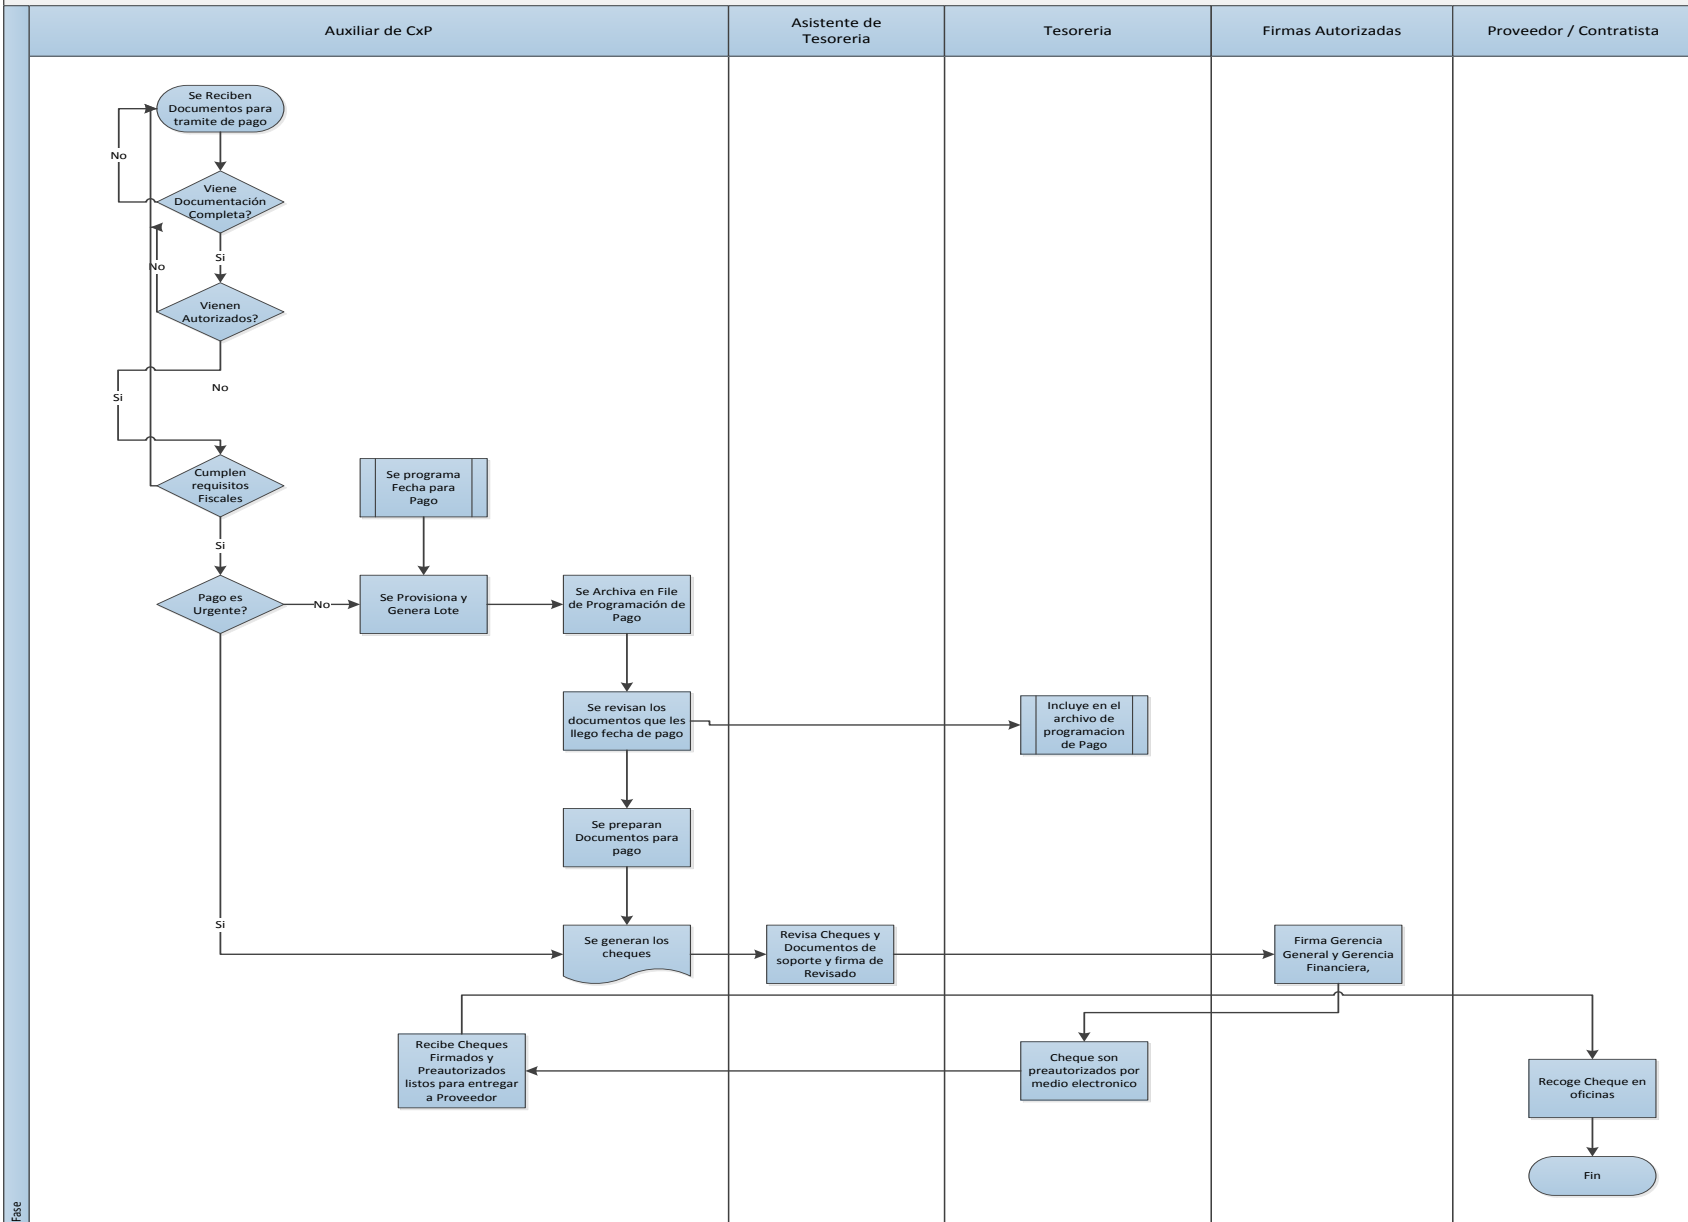 Auxiliar de CxP
Asistente de
Tesoreria
Tesoreria
Firmas Autorizadas
Proveedor / Contratista
Se Reciben
Documentos para
tramite de pago
No
Viene
Documentación
Completa?
Si
No
Vienen
Autorizados?
No
Si
Cumplen
requisitos
Fiscales
Se programa
Fecha para
Pago
Si
Pago es
Urgente?
No
Se Provisiona y
Genera Lote
Se Archiva en File
de Programación de
Pago
Se revisan los
documentos que les
llego fecha de pago
Incluye en el
archivo de
programacion
de Pago
Se preparan
Documentos para
pago
Si
Se generan los
cheques
Revisa Cheques y
Documentos de
soporte y firma de
Revisado
Firma Gerencia
General y Gerencia
Financiera,
Recibe Cheques
Firmados y
Preautorizados
listos para entregar
a Proveedor
Cheque son
preautorizados por
medio electronico
Recoge Cheque en
oficinas
Fin
Fase